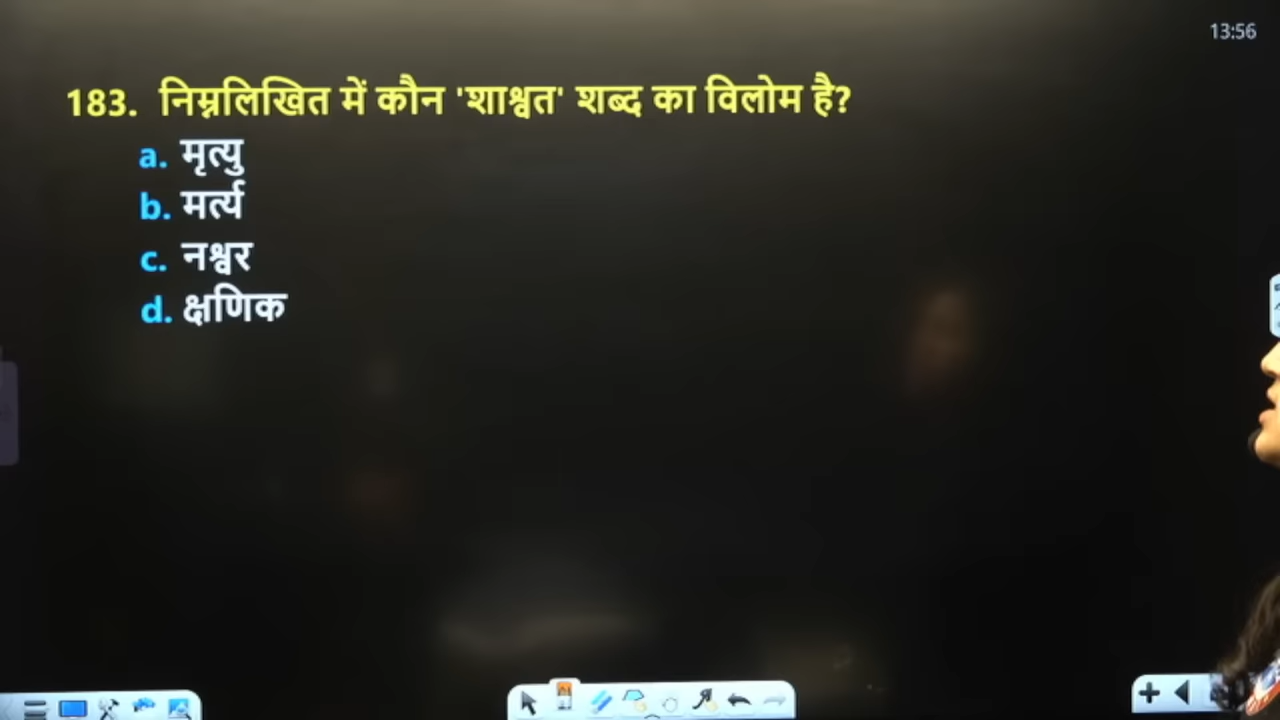 13:56
183. निम्नलिखित में कौन 'शाश्वत' शब्द का विलोम है?
a. मृत्यु
b. मर्त्य
c. नश्वर
d. क्षणिक